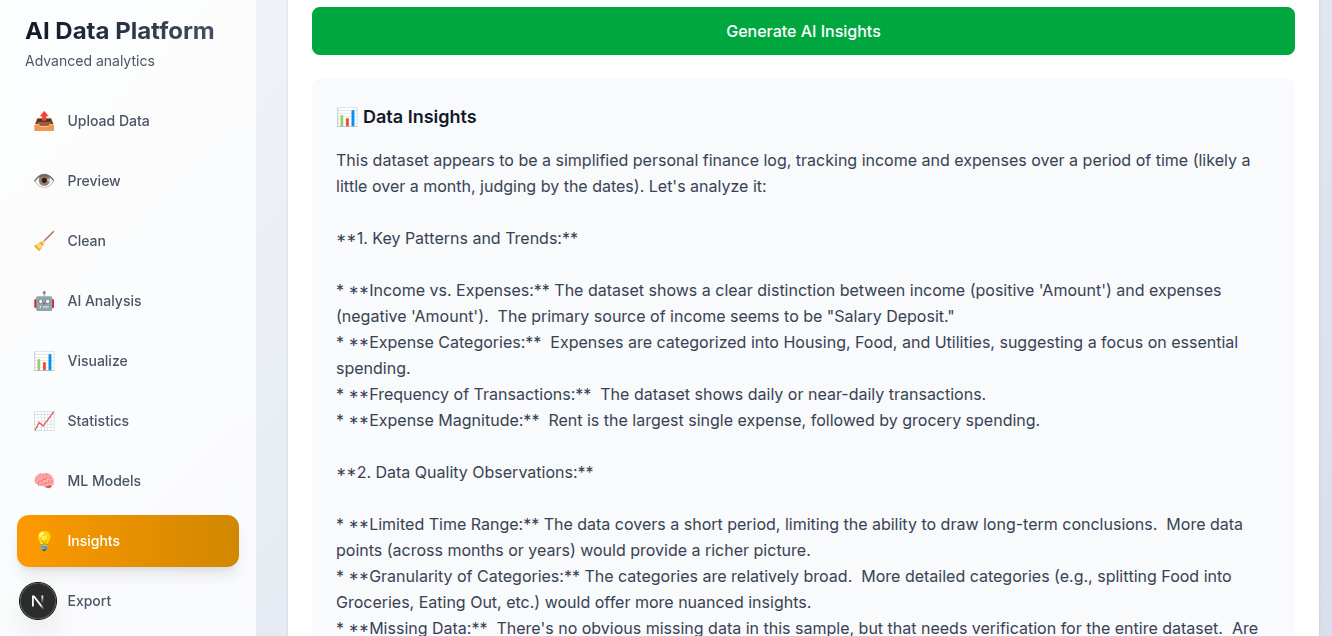 AI Data Platform
Advanced analytics
Upload Data
Preview
Clean
AI Analysis
Visualize
Statistics
ML Models
Insights
N
Export
Generate AI Insights
Data Insights
This dataset appears to be a simplified personal finance log, tracking income and expenses over a period of time (likely a
little over a month, judging by the dates). Let's analyze it:
**1. Key Patterns and Trends:**
* **Income vs. Expenses:** The dataset shows a clear distinction between income (positive 'Amount') and expenses
(negative 'Amount').  The primary source of income seems to be "Salary Deposit."
* **Expense Categories:**  Expenses are categorized into Housing, Food, and Utilities, suggesting a focus on essential
spending.
* **Frequency of Transactions:**  The dataset shows daily or near-daily transactions.
* **Expense Magnitude:**  Rent is the largest single expense, followed by grocery spending.
**2. Data Quality Observations:**
* **Limited Time Range:** The data covers a short period, limiting the ability to draw long-term conclusions.  More data
points (across months or years) would provide a richer picture.
* **Granularity of Categories:** The categories are relatively broad.  More detailed categories (e.g., splitting Food into
Groceries, Eating Out, etc.) would offer more nuanced insights.
* **Missing Data:**  There's no obvious missing data in this sample, but that needs verification for the entire dataset.  Are